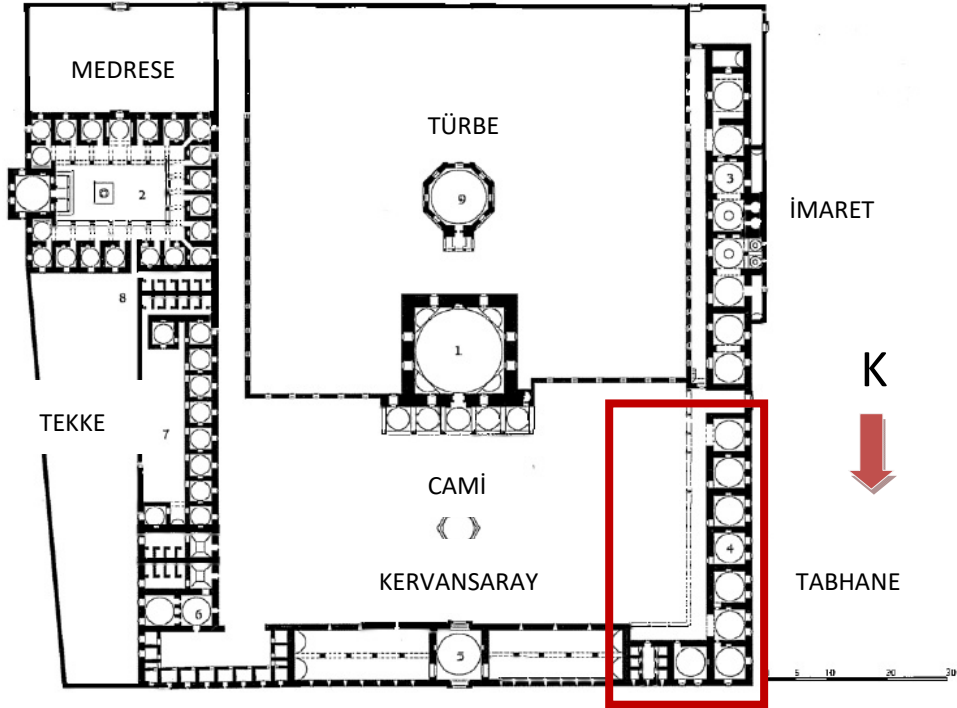 MEDRESE
TÜRBE
3
2
9
İMARET
8
1
K
TEKKE
7
CAMİ
4
KERVANSARAY
TABHANE
6
5
5 10 20 30